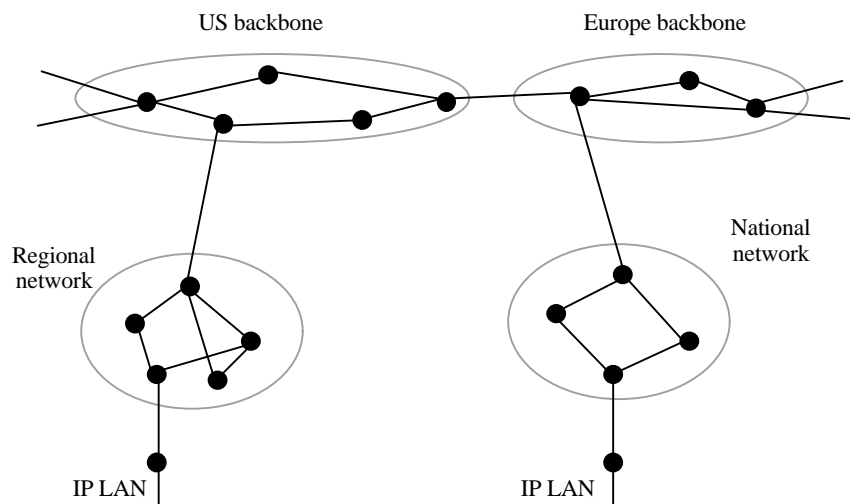 US backbone
Europe backbone
Regional
network
National
network
IP LAN
IP LAN